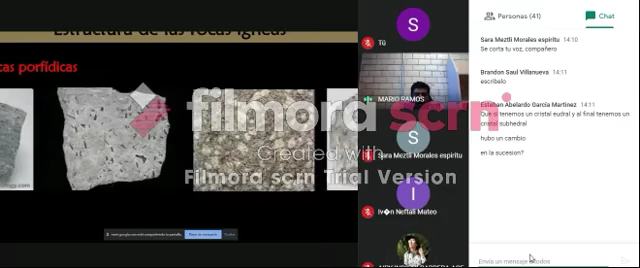 Estructura de las rocas ígneas
cas porfídicas
filmora scrn
Created with
Filmora scrn Trial Version
S
Tú
MARIO RAMOS
S
Sara Meztli Morales espiritu
I
Iv�n Neftali Mateo
Personas (41)
Chat
Sara Meztli Morales espiritu 14:10
Se corta tu voz, compañero
Brandon Saul Villanueva 14:11
escribelo
Esteban Abelardo García Martinez 14:11
Que si tenemos un cristal eudral y al final tenemos un
cristal subhedral
hubo un cambio
en la sucesion?
Envía un mensaje a todos